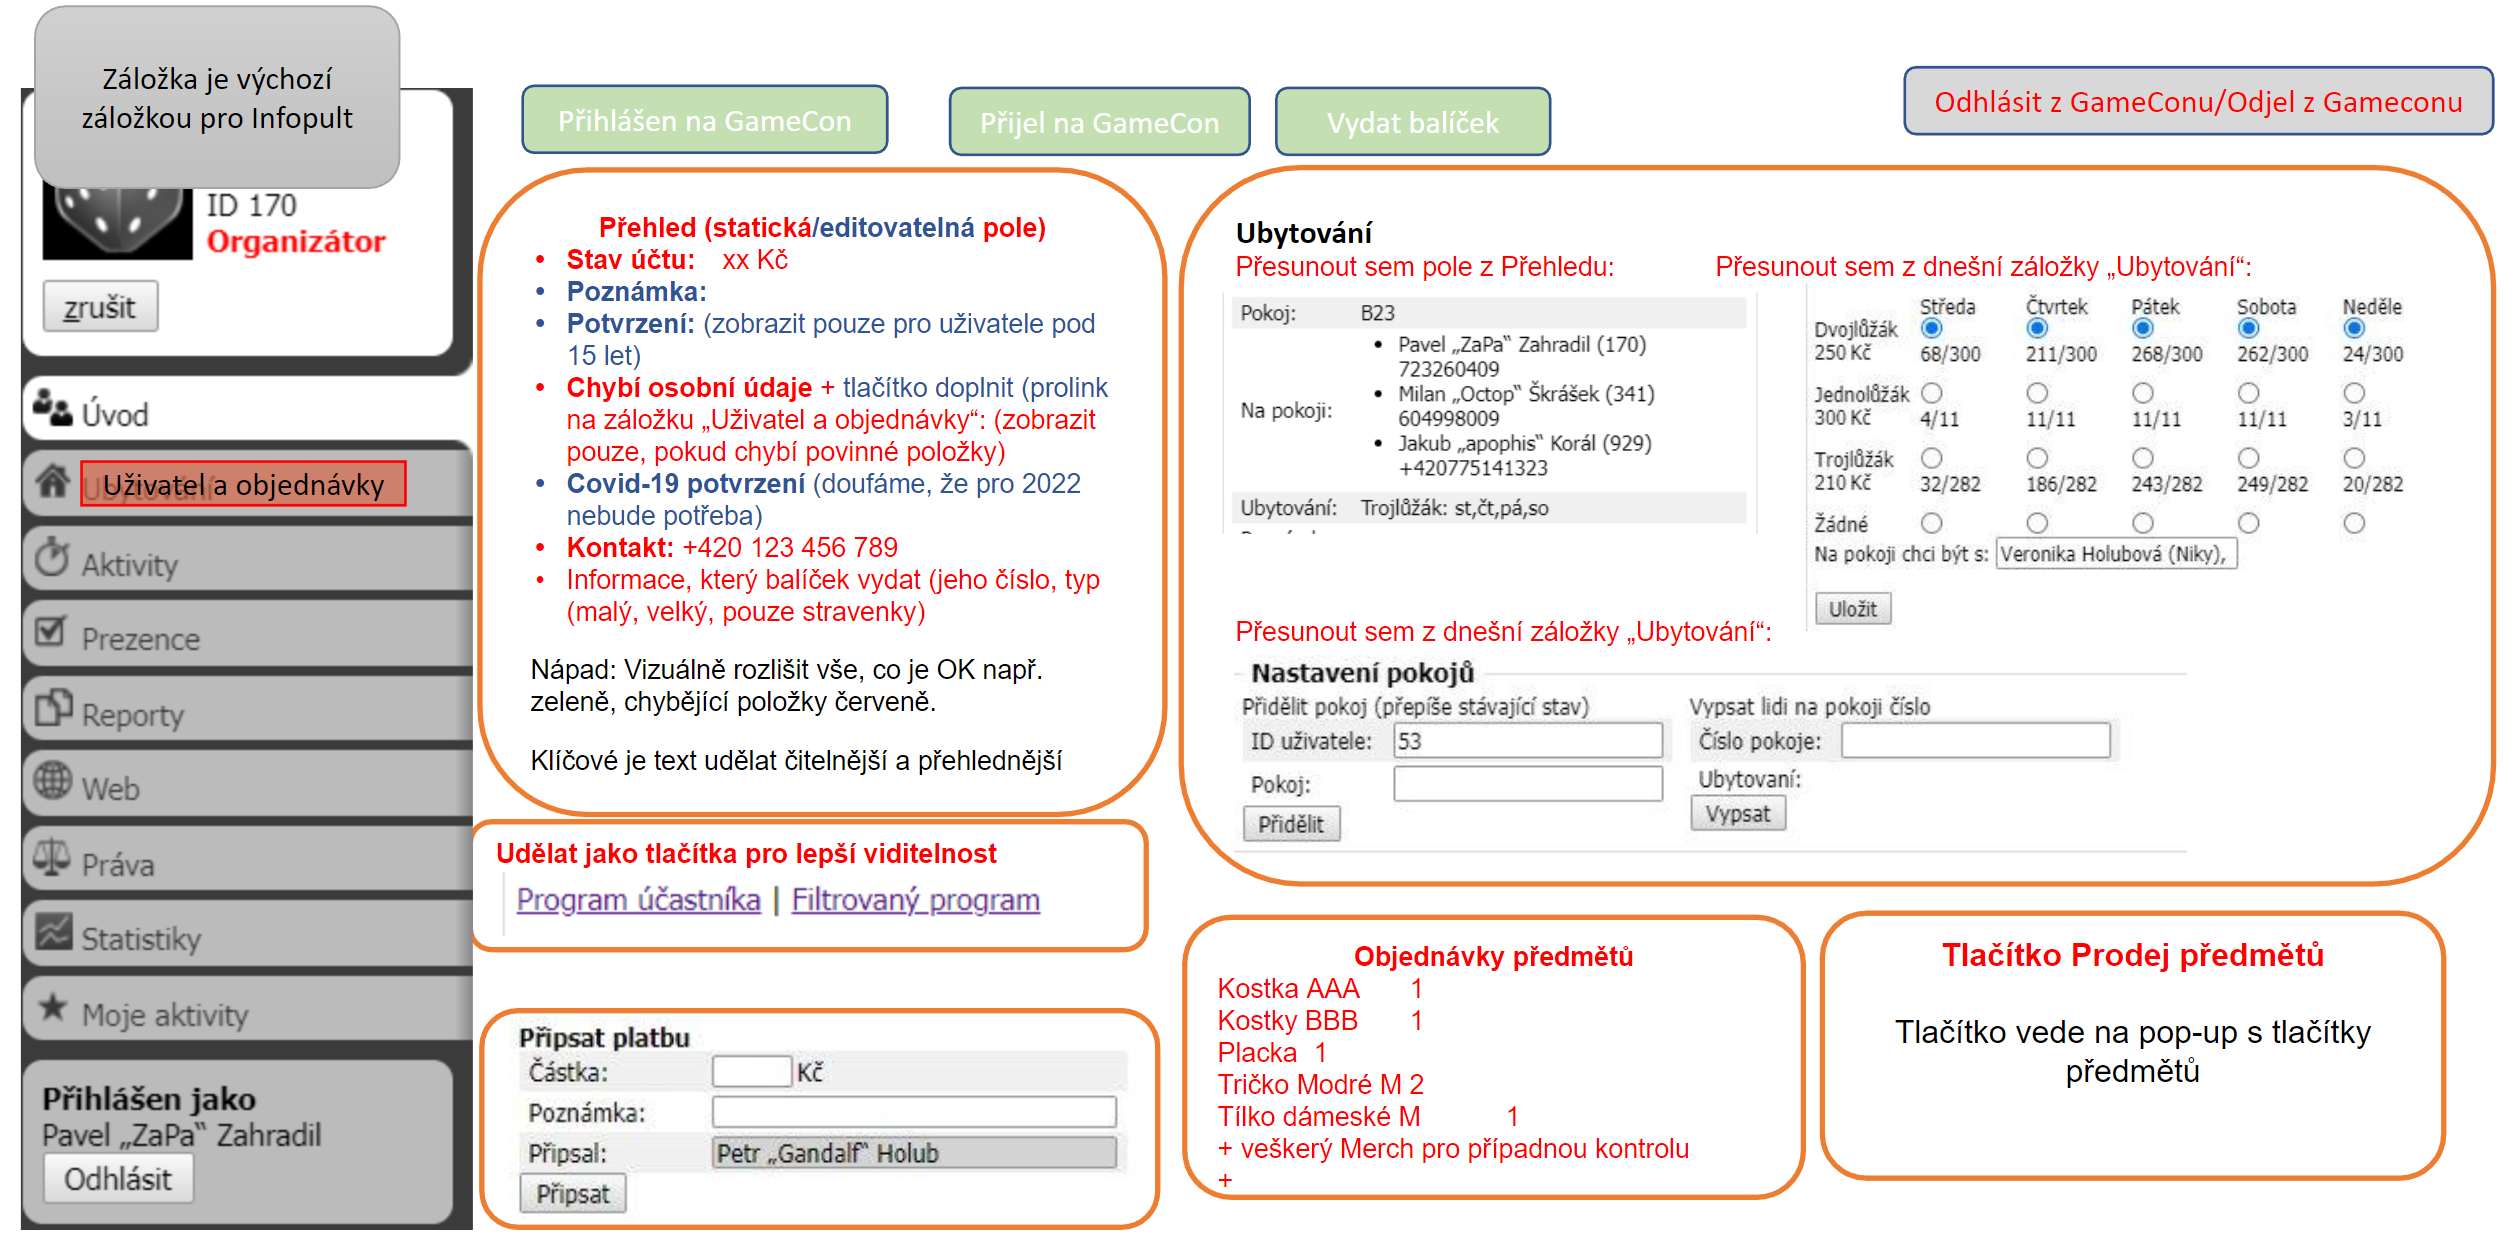 Záložka je výchozí
záložkou pro Infopult
ID 170
Organizátor
zrušit
Úvod
Uživatel a objednávky
Aktivity
Prezence
Reporty
Web
Práva
Statistiky
Moje aktivity
Přihlášen jako
Pavel „ZaPa“ Zahradil
Odhlásit
Přihlášen na GameCon
Přijel na GameCon
Vydat balíček
Odhlásit z GameConu/Odjel z Gameconu
Přehled (statická/editovatelná pole)
• Stav účtu: xx Kč
• Poznámka:
• Potvrzení: (zobrazit pouze pro uživatele pod
15 let)
• Chybí osobní údaje + tlačítko doplnit (prolink
na záložku „Uživatel a objednávky“: (zobrazit
pouze, pokud chybí povinné položky)
• Covid-19 potvrzení (doufáme, že pro 2022
nebude potřeba)
• Kontakt: +420 123 456 789
• Informace, který balíček vydat (jeho číslo, typ
(malý, velký, pouze stravenky)
Nápad: Vizuálně rozlišit vše, co je OK např.
zeleně, chybějící položky červeně.
Klíčové je text udělat čitelnější a přehlednější
Udělat jako tlačítka pro lepší viditelnost
Program účastníka | Filtrovaný program
Připsat platbu
Částka: Kč
Poznámka:
Připsal: Petr „Gandalf“ Holub
Připsat
Ubytování
Přesunout sem pole z Přehledu:
Pokoj: B23
Na pokoji:
• Pavel „ZaPa“ Zahradil (170)
723260409
• Milan „Octop“ Škrášek (341)
604998009
• Jakub „apophis“ Korál (929)
+420775141323
Ubytování: Trojlůžák: st,čt,pá,so
Přesunout sem z dnešní záložky „Ubytování“:
Středa Čtvrtek Pátek Sobota Neděle
Dvojlůžák
250 Kč 68/300 211/300 268/300 262/300 24/300
Jednolůžák
300 Kč 4/11 11/11 11/11 11/11 3/11
Trojlůžák
210 Kč 32/282 186/282 243/282 249/282 20/282
Žádné
Na pokoji chci být s: Veronika Holubová (Niky),
Uložit
Přesunout sem z dnešní záložky „Ubytování“:
Nastavení pokojů
Přidělit pokoj (přepíše stávající stav)
ID uživatele: 53
Pokoj:
Přidělit
Vypsat lidi na pokoji číslo
Číslo pokoje:
Ubytovaní:
Vypsat
Objednávky předmětů
Kostka AAA 1
Kostky BBB 1
Placka 1
Tričko Modré M 2
Tílko dámeské M 1
+ veškerý Merch pro případnou kontrolu
+
Tlačítko Prodej předmětů
Tlačítko vede na pop-up s tlačítky
předmětů